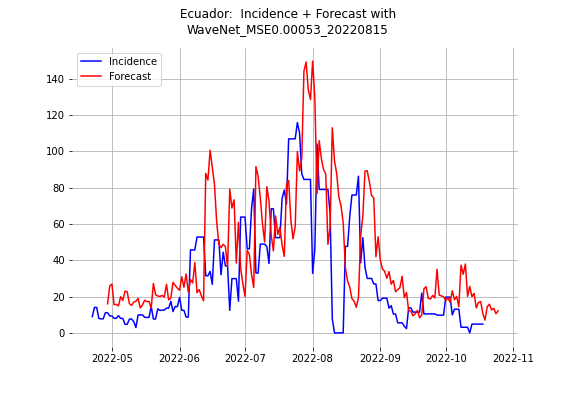 Ecuador:  Incidence + Forecast with
WaveNet_MSE0.00053_20220815
Incidence
Forecast
140
120
100
80
60
40
20
0
2022-05 2022-06 2022-07 2022-08 2022-09 2022-10 2022-11